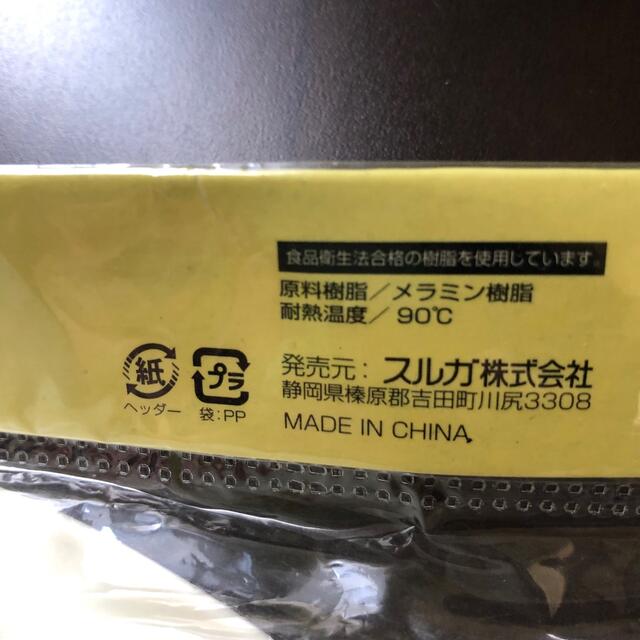 食品衛生法合格の樹脂を使用しています。
原料樹脂／メラミン樹脂
耐熱温度／90℃
紙
ヘッダー
プラ
袋:PP
発売元: スルガ株式会社
静岡県榛原郡吉田町川尻3308
MADE IN CHINA